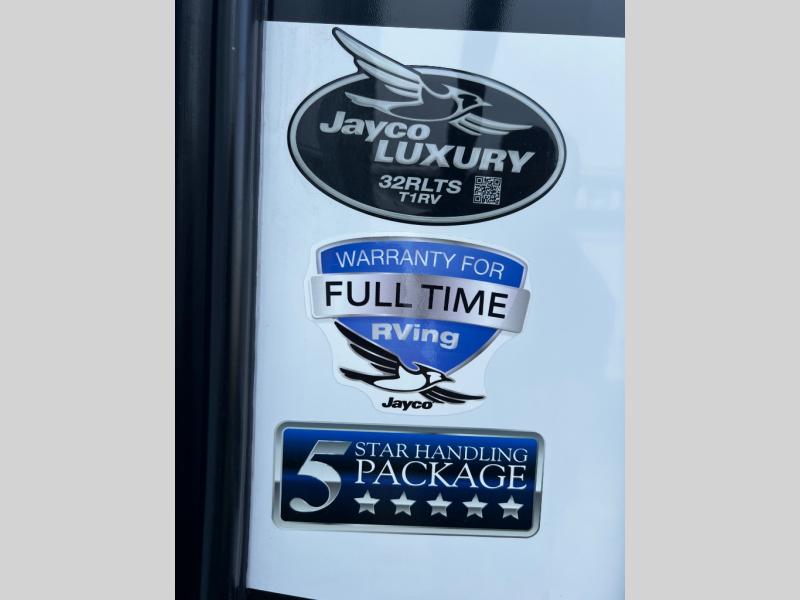 Jayco
LUXURY
32RLTS
T1RV
WARRANTY FOR
FULL TIME
RVing
Jayco
5 STAR HANDLING
PACKAGE